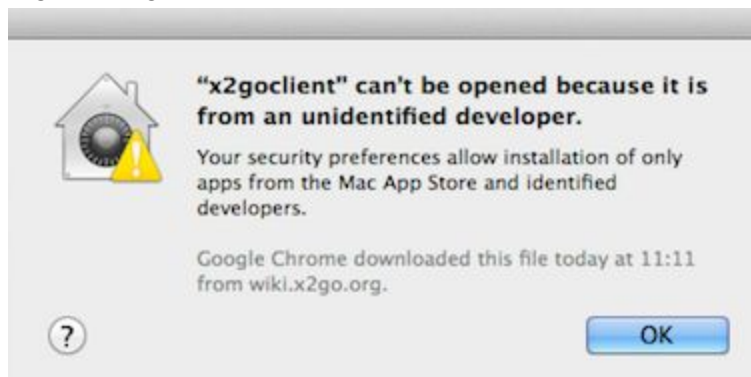 “x2goclient” can't be opened because it is
from an unidentified developer.
Your security preferences allow installation of only
apps from the Mac App Store and identified
developers.
Google Chrome downloaded this file today at 11:11
from wiki.x2go.org.
?
OK